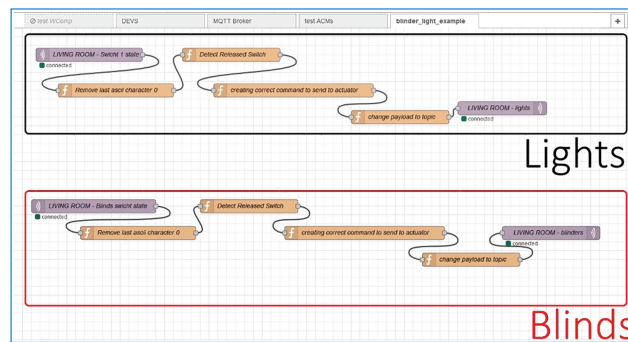 test WComp
DEVS
MQTT Broker
test ACMs
blinder_light_example
+
LIVING ROOM - Swicht 1 state
connected
Detect Released Switch
Remove last ascii character 0
creating correct command to send to actuator
change payload to topic
LIVING ROOM - lights
connected
Lights
LIVING ROOM - Blinds swicht state
connected
Detect Released Switch
Remove last ascii character 0
creating correct command to send to actuator
change payload to topic
LIVING ROOM - blinders
connected
Blinds